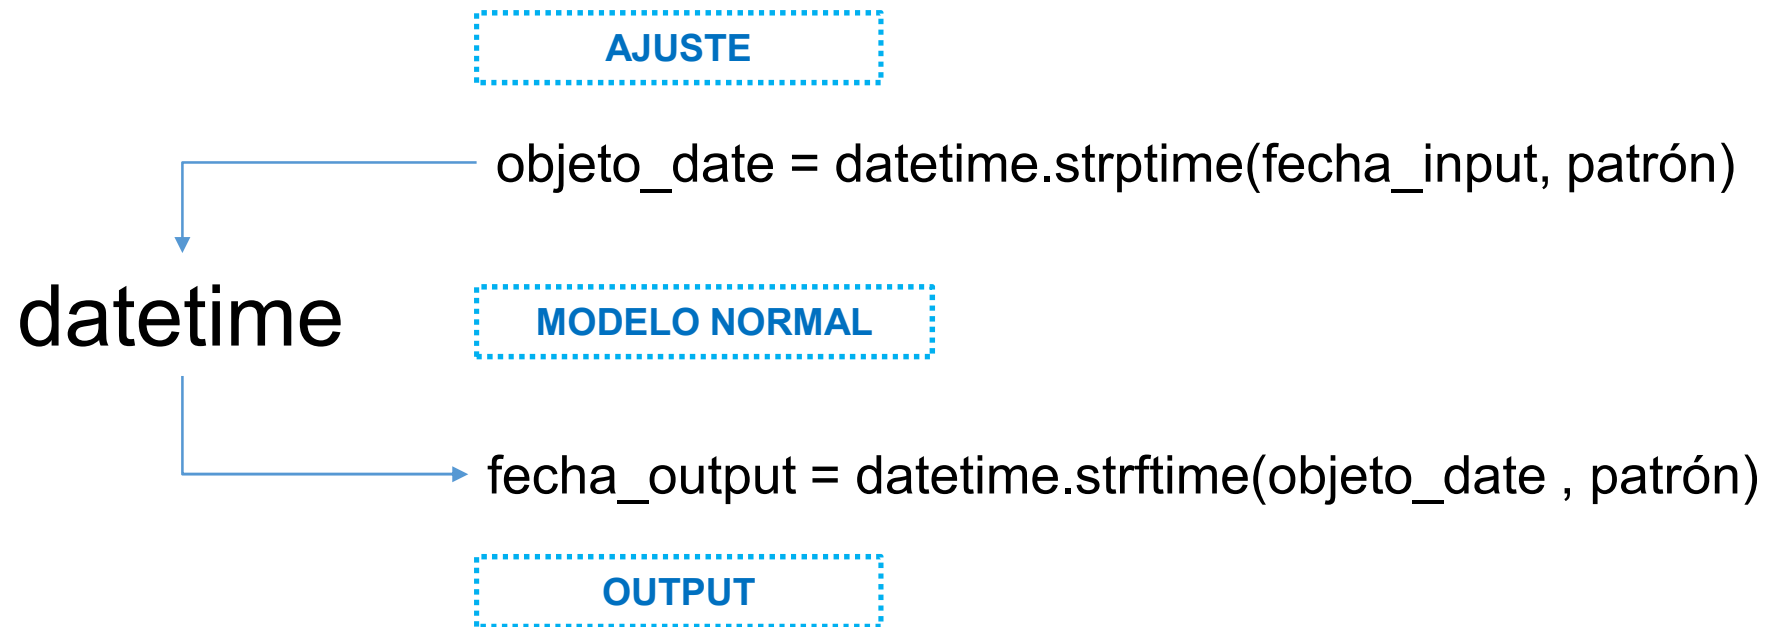 AJUSTE
objeto_date = datetime.strptime(fecha_input, patrón)
datetime
MODELO NORMAL
fecha_output = datetime.strftime(objeto_date , patrón)
OUTPUT